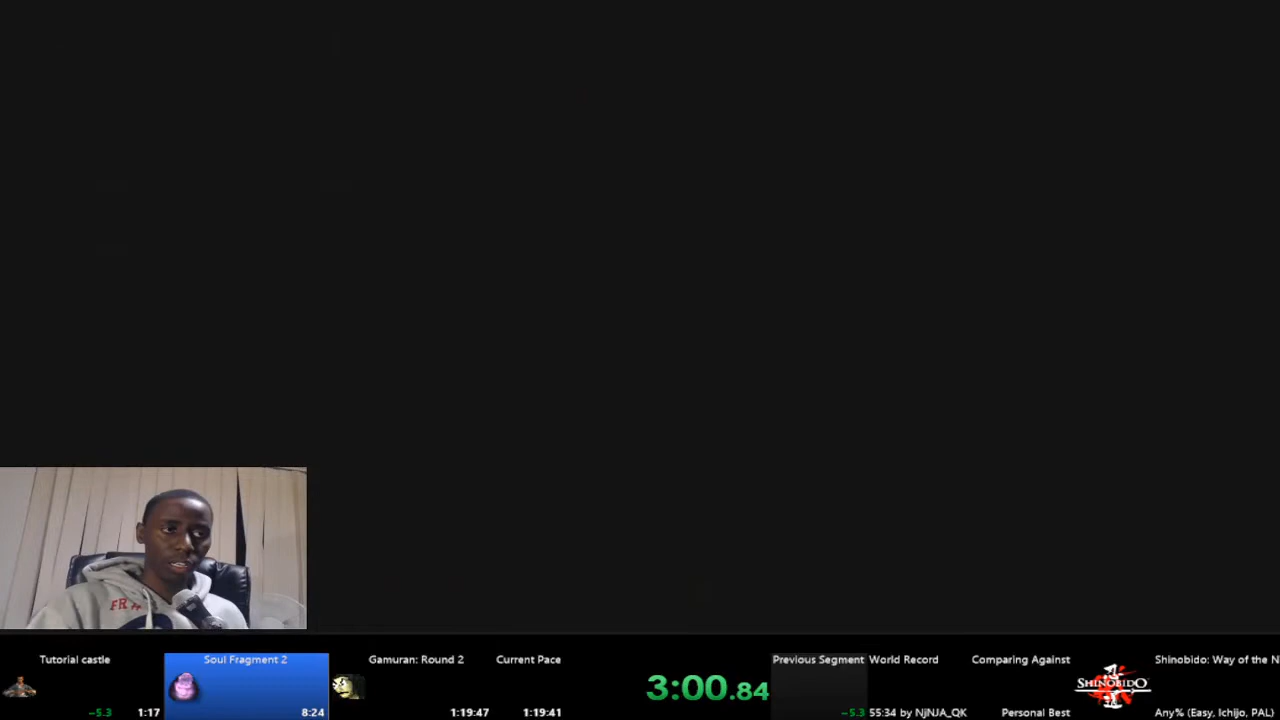 FR
Tutorial castle
−5.3 1:17
Soul Fragment 2
8:24
Gamuran: Round 2
1:19:47
Current Pace
1:19:41
3:00.84
Previous Segment
−5.3
World Record
55:34 by NjNJA_QK
Comparing Against
Personal Best
SHINOBIDO
Shinobido: Way of the N
Any% (Easy, Ichijo, PAL)